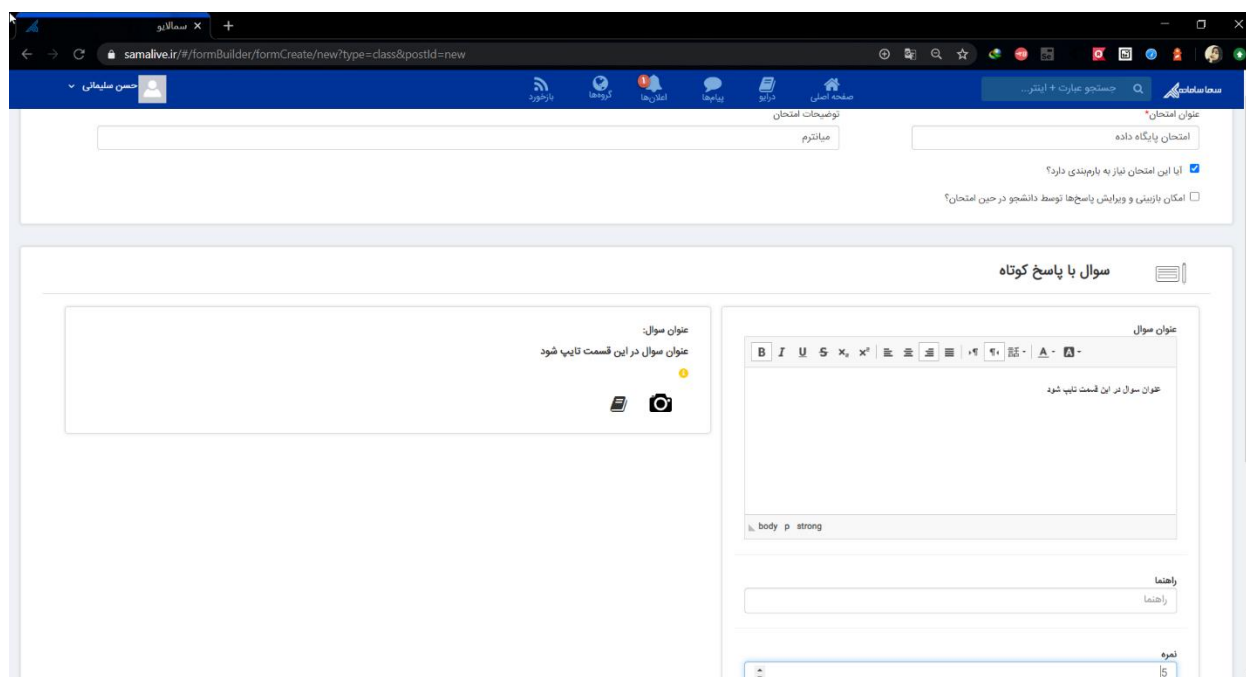 سمالایو
samalive.ir/#/formBuilder/formCreate/new?type=class&postId=new
جستجو عبارت + اینتر...
صفحه اصلی
درایو
پیام‌ها
اعلان‌ها
1
گروه‌ها
بازخورد
حسن سلیمانی
عنوان امتحان*
توضیحات امتحان
امتحان پایگاه داده
میانترم
آیا این امتحان نیاز به بارم‌بندی دارد؟
امکان بازبینی و ویرایش پاسخ‌ها توسط دانشجو در حین امتحان؟
سوال با پاسخ کوتاه
عنوان سوال
B I U S x₂ x²
عنوان سوال در این قسمت تایپ شود
body p strong
راهنما
راهنما
نمره
5
عنوان سوال:
عنوان سوال در این قسمت تایپ شود